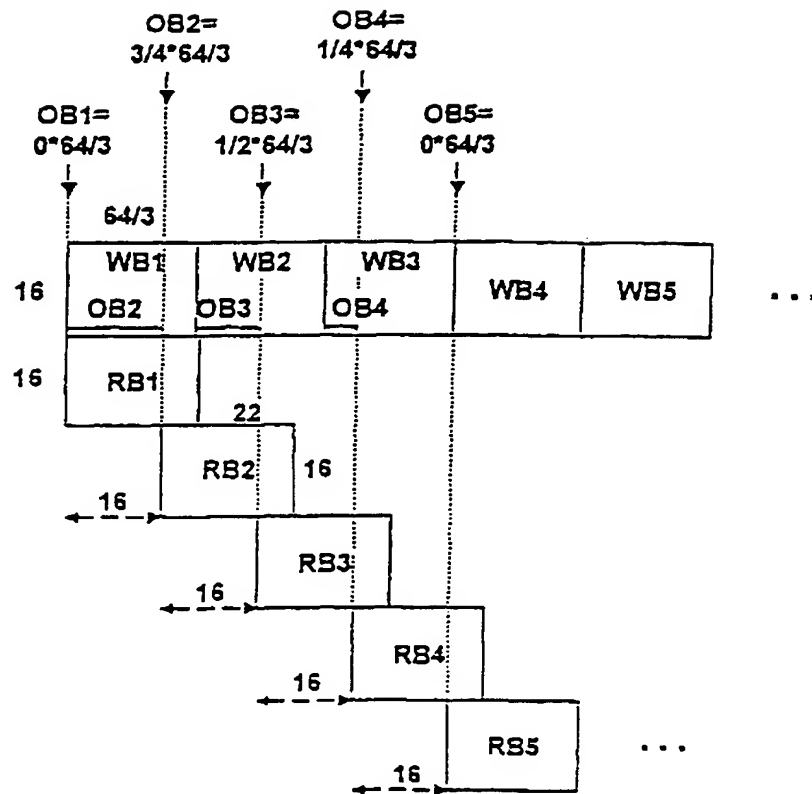 OB2=
3/4*64/3
OB4=
1/4*64/3
OB1=
0*64/3
OB3=
1/2*64/3
OB5=
0*64/3
64/3
WB1
WB2
WB3
16
WB4
WB5
...
OB2
OB3
OB4
16
RB1
22
RB2
16
16
RB3
16
RB4
16
RB5
...
16